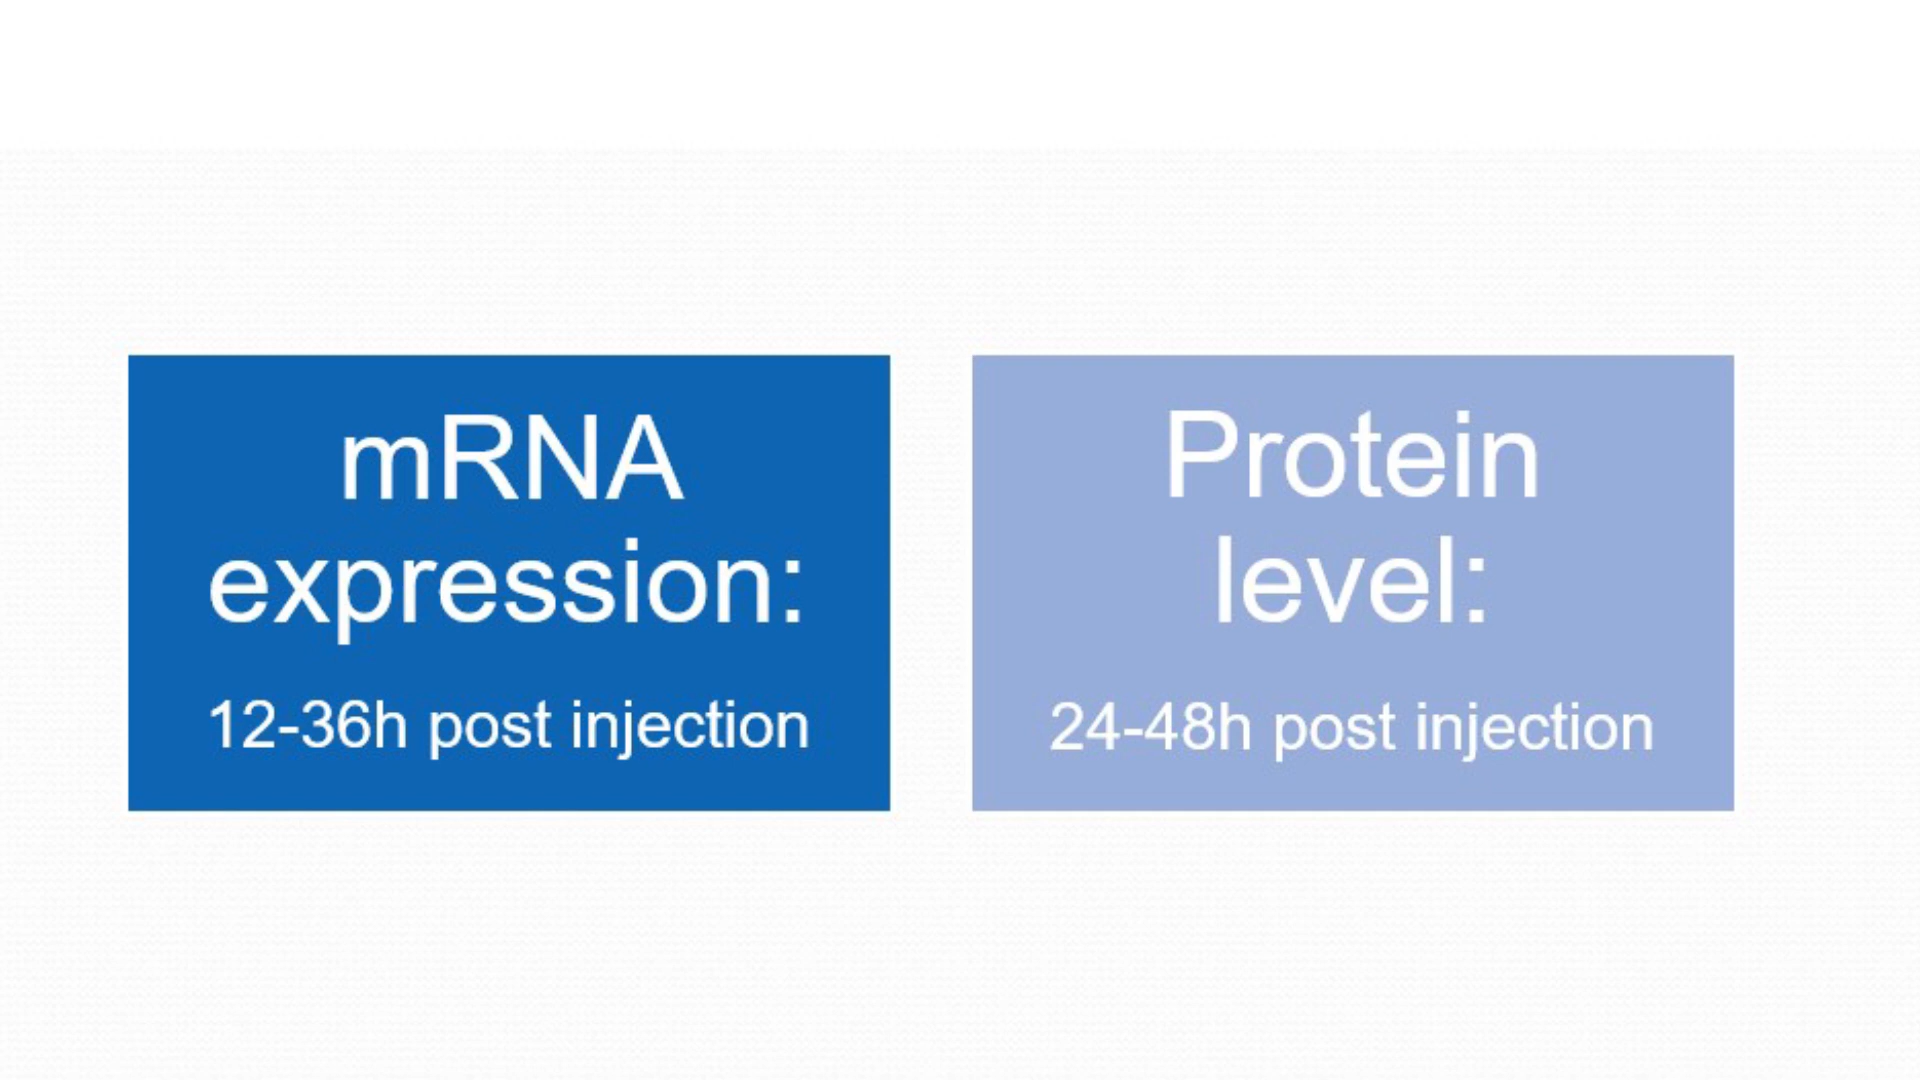 mRNA
expression:
12-36h post injection
Protein
level:
24-48h post injection